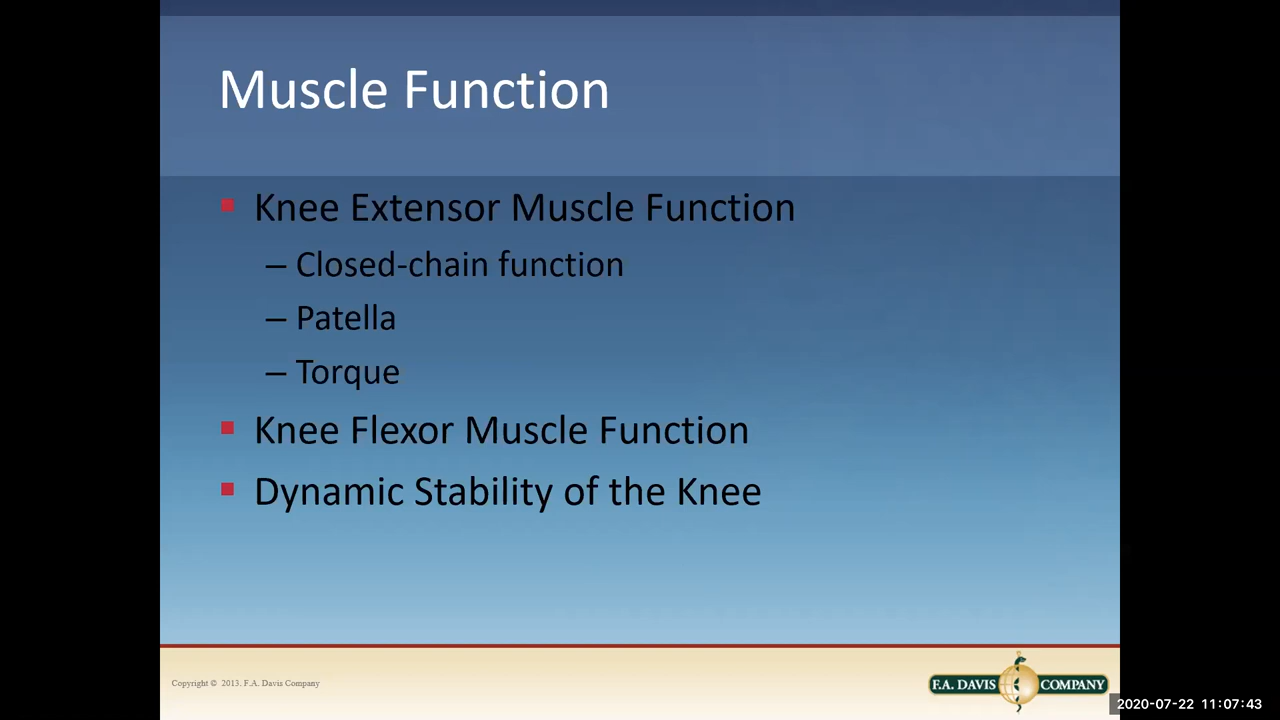 Muscle Function
▪ Knee Extensor Muscle Function
– Closed-chain function
– Patella
– Torque
▪ Knee Flexor Muscle Function
▪ Dynamic Stability of the Knee
Copyright © 2013. F.A. Davis Company
F.A. DAVIS COMPANY
2020-07-22 11:07:43